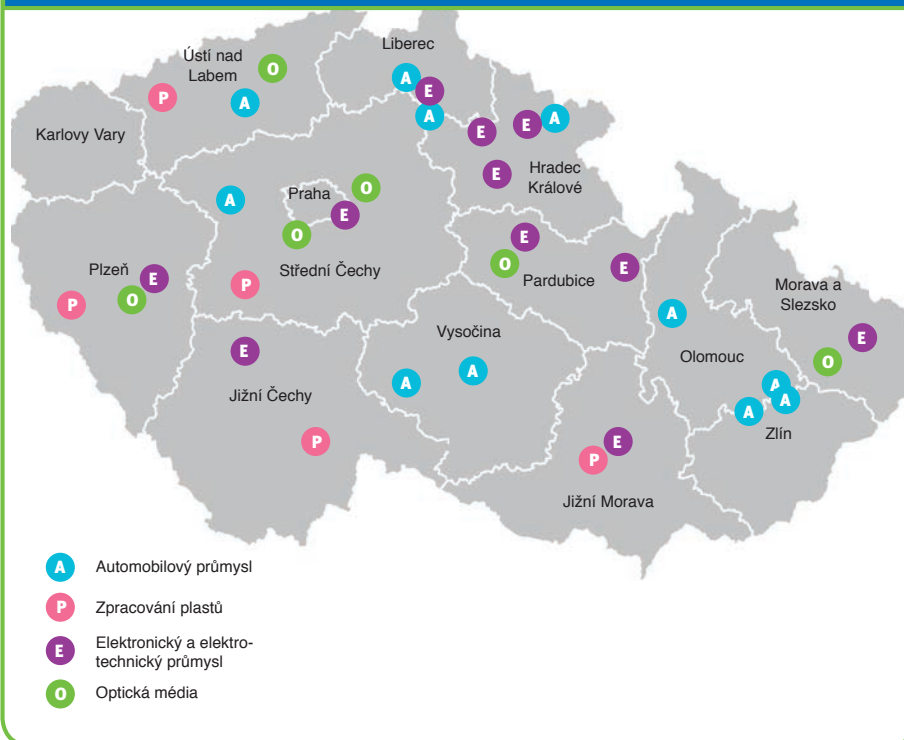 Liberec
Ústí nad
Labem
O
A
P
E
A
A
Karlovy Vary
E
E
A
Hradec
Králové
E
Praha
O
A
E
O
Střední Čechy
P
Plzeň
E
O
P
E
O
Pardubice
E
Morava a
Slezsko
A
E
O
Olomouc
Vysočina
A
A
E
Jižní Čechy
P
A
A
A
Zlín
E
P
Jižní Morava
A Automobilový průmysl
P Zpracování plastů
E Elektronický a elektro-
technický průmysl
O Optická média